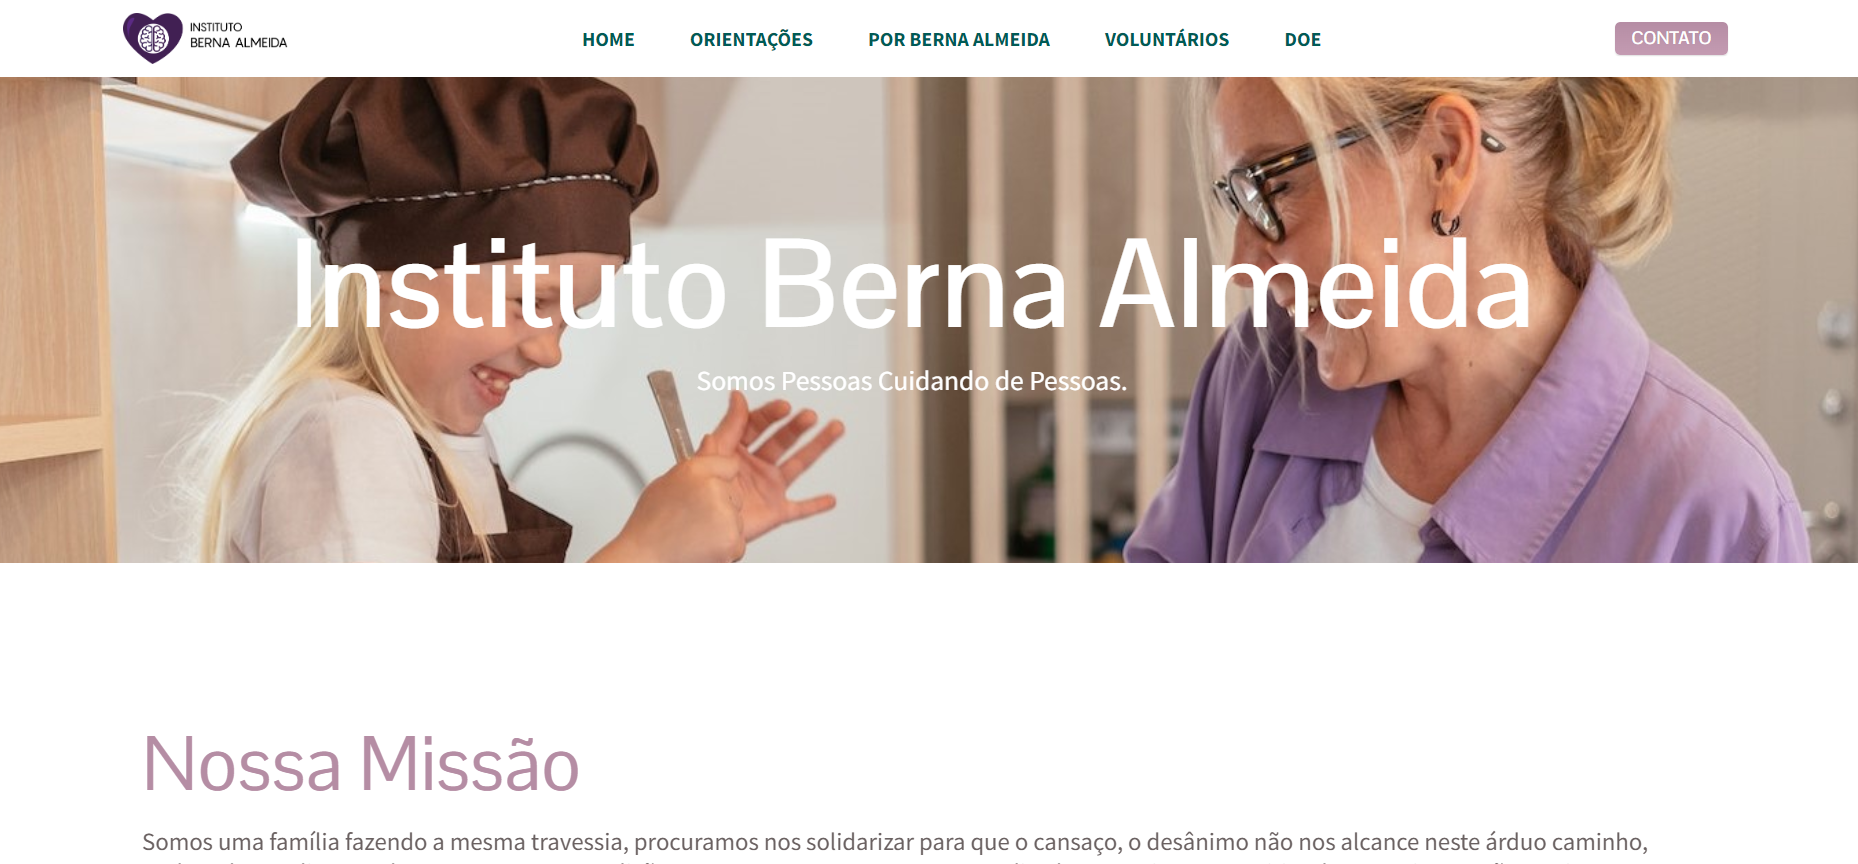 INSTITUTO
BERNA ALMEIDA
HOME ORIENTAÇÕES POR BERNA ALMEIDA VOLUNTÁRIOS DOE CONTATO
Instituto Berna Almeida
Somos Pessoas Cuidando de Pessoas.
Nossa Missão
Somos uma família fazendo a mesma travessia, procuramos nos solidarizar para que o cansaço, o desânimo não nos alcance neste árduo caminho,